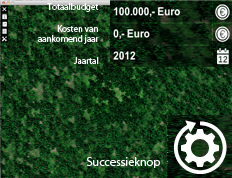 Totaalbudget 100.000,- Euro
Kosten van
aankomend jaar 0,- Euro
Jaartal 2012
12
Successieknop